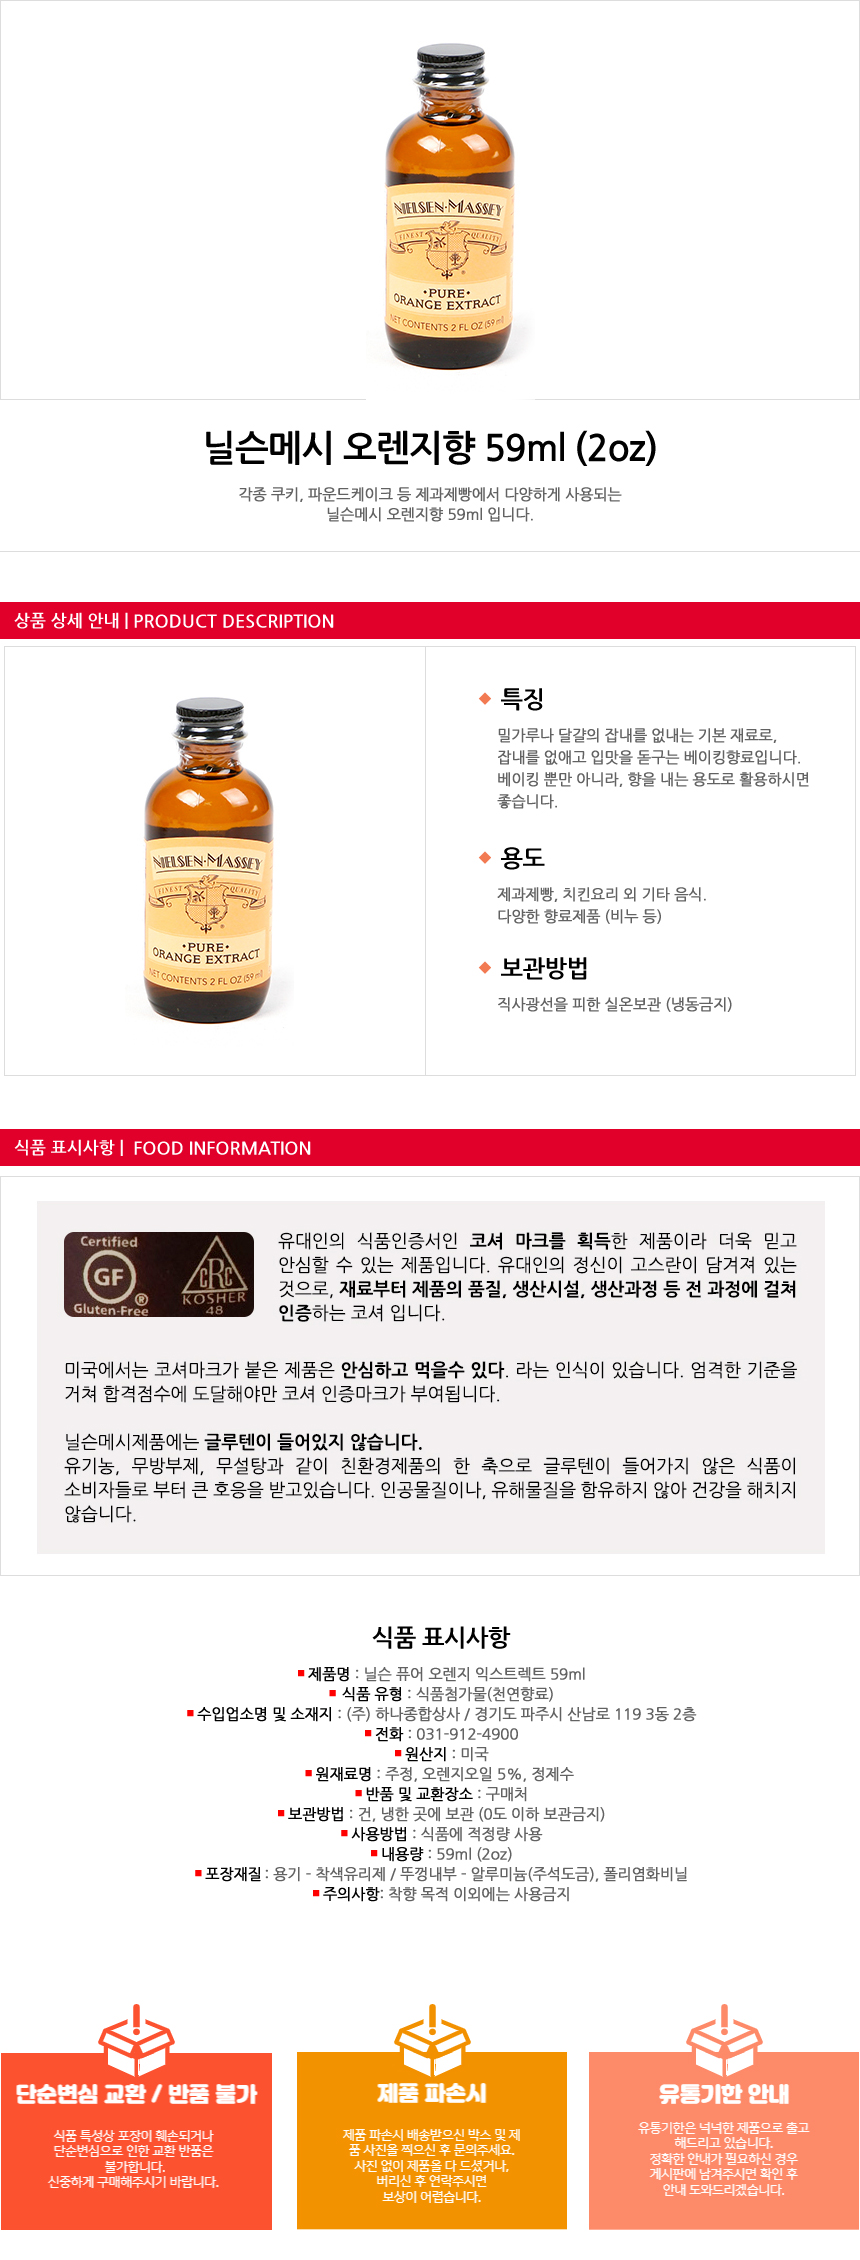 NIELSEN·MASSEY
FINEST QUALITY
·PURE·
ORANGE EXTRACT
NET CONTENTS 2 FL OZ (59 ml)
닐슨메시 오렌지향 59ml (2oz)
각종 쿠키, 파운드케이크 등 제과제빵에서 다양하게 사용되는
닐슨메시 오렌지향 59ml 입니다.
상품 상세 안내 | PRODUCT DESCRIPTION
NIELSEN·MASSEY
FINEST QUALITY
·PURE·
ORANGE EXTRACT
NET CONTENTS 2 FL OZ (59 ml)
특징
밀가루나 달걀의 잡내를 없내는 기본 재료로,
잡내를 없애고 입맛을 돋구는 베이킹향료입니다.
베이킹 뿐만 아니라, 향을 내는 용도로 활용하시면
좋습니다.
용도
제과제빵, 치킨요리 외 기타 음식.
다양한 향료제품 (비누 등)
보관방법
직사광선을 피한 실온보관 (냉동금지)
식품 표시사항 | FOOD INFORMATION
Certified
GF
Gluten-Free
®
CRC
KOSHER
48
유대인의 식품인증서인 코셔 마크를 획득한 제품이라 더욱 믿고
안심할 수 있는 제품입니다. 유대인의 정신이 고스란이 담겨져 있는
것으로, 재료부터 제품의 품질, 생산시설, 생산과정 등 전 과정에 걸쳐
인증하는 코셔 입니다.
미국에서는 코셔마크가 붙은 제품은 안심하고 먹을수 있다. 라는 인식이 있습니다. 엄격한 기준을
거쳐 합격점수에 도달해야만 코셔 인증마크가 부여됩니다.
닐슨메시제품에는 글루텐이 들어있지 않습니다.
유기농, 무방부제, 무설탕과 같이 친환경제품의 한 축으로 글루텐이 들어가지 않은 식품이
소비자들로 부터 큰 호응을 받고있습니다. 인공물질이나, 유해물질을 함유하지 않아 건강을 해치지
않습니다.
식품 표시사항
제품명 : 닐슨 퓨어 오렌지 익스트렉트 59ml
식품 유형 : 식품첨가물(천연향료)
수입업소명 및 소재지 : (주) 하나종합상사 / 경기도 파주시 산남로 119 3동 2층
전화 : 031-912-4900
원산지 : 미국
원재료명 : 주정, 오렌지오일 5%, 정제수
반품 및 교환장소 : 구매처
보관방법 : 건, 냉한 곳에 보관 (0도 이하 보관금지)
사용방법 : 식품에 적정량 사용
내용량 : 59ml (2oz)
포장재질 : 용기 - 착색유리제 / 뚜껑내부 - 알루미늄(주석도금), 폴리염화비닐
주의사항: 착향 목적 이외에는 사용금지
단순변심 교환 / 반품 불가
식품 특성상 포장이 훼손되거나
단순변심으로 인한 교환 반품은
불가합니다.
신중하게 구매해주시기 바랍니다.
제품 파손시
제품 파손시 배송받으신 박스 및 제
품 사진을 찍으신 후 문의주세요.
사진 없이 제품을 다 드셨거나,
버리신 후 연락주시면
보상이 어렵습니다.
유통기한 안내
유통기한은 넉넉한 제품으로 출고
해드리고 있습니다.
정확한 안내가 필요하신 경우
게시판에 남겨주시면 확인 후
안내 도와드리겠습니다.